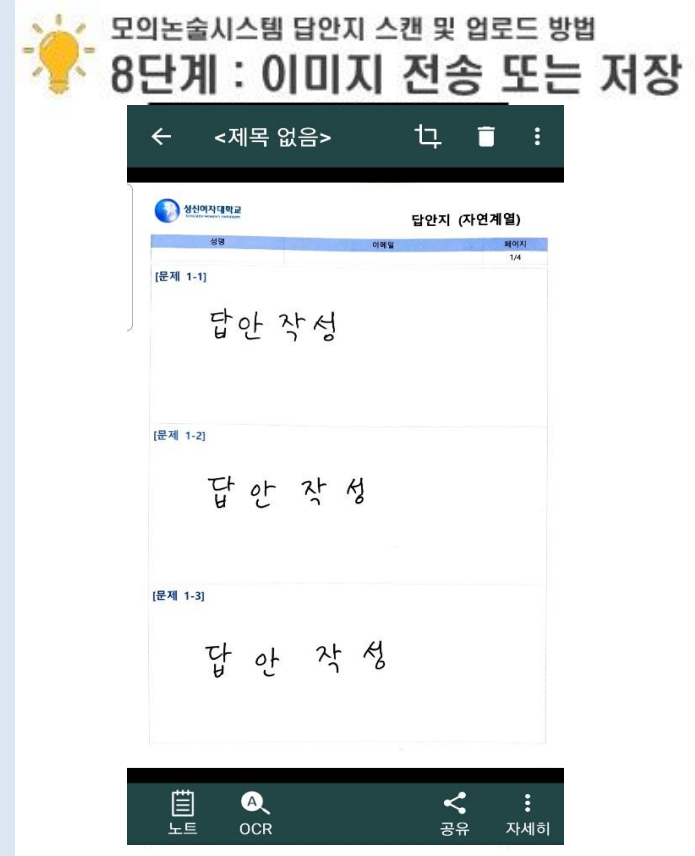 모의논술시스템 답안지 스캔 및 업로드 방법
8단계 : 이미지 전송 또는 저장
<제목 없음>
성신여자대학교
답안지 (자연계열)
성명 이메일 페이지
1/4
[문제 1-1]
답안 작성
[문제 1-2]
답안 작성
[문제 1-3]
답안 작성
노트 OCR 공유 자세히